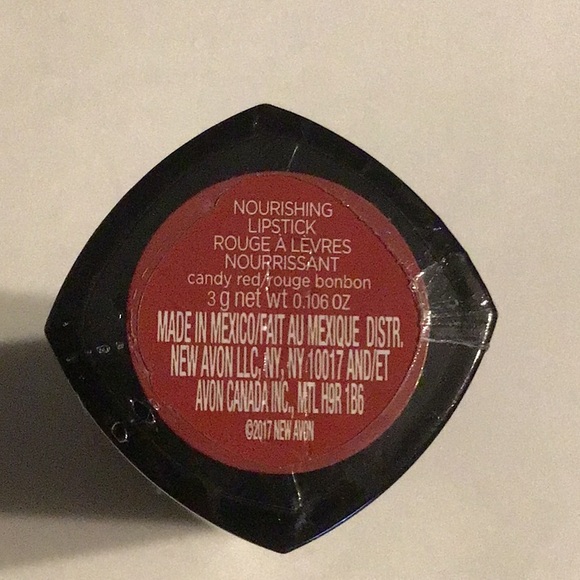 NOURISHING
LIPSTICK
ROUGE À LÈVRES
NOURRISSANT
candy red/rouge bonbon
3 g net wt 0.106 OZ
MADE IN MEXICO/FAIT AU MEXIQUE DISTR.
NEW AVON LLC, NY, NY 10017 AND/ET
AVON CANADA INC., MTL H9R 1B6
©2017 NEW AVON